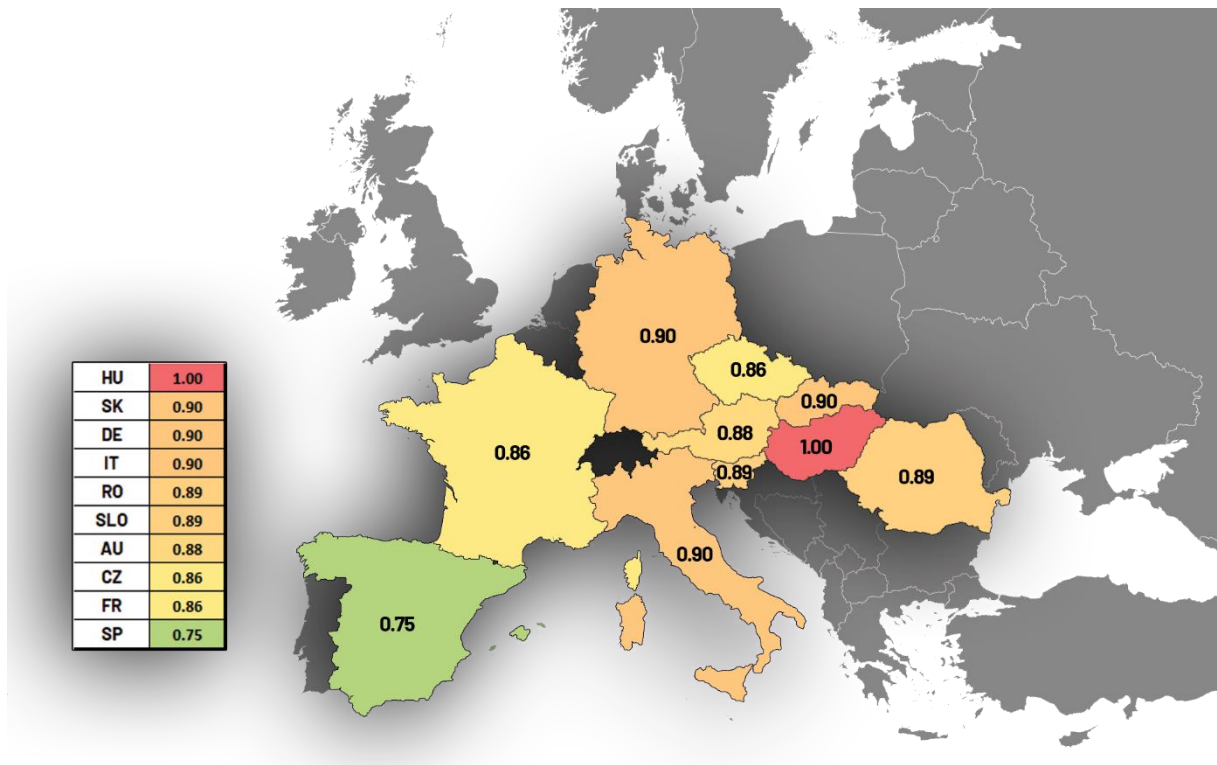 HU 1.00
SK 0.90
DE 0.90
IT 0.90
RO 0.89
SLO 0.89
AU 0.88
CZ 0.86
FR 0.86
SP 0.75
0.90
0.86
0.90
0.88
1.00
0.86
0.89
0.89
0.90
0.75